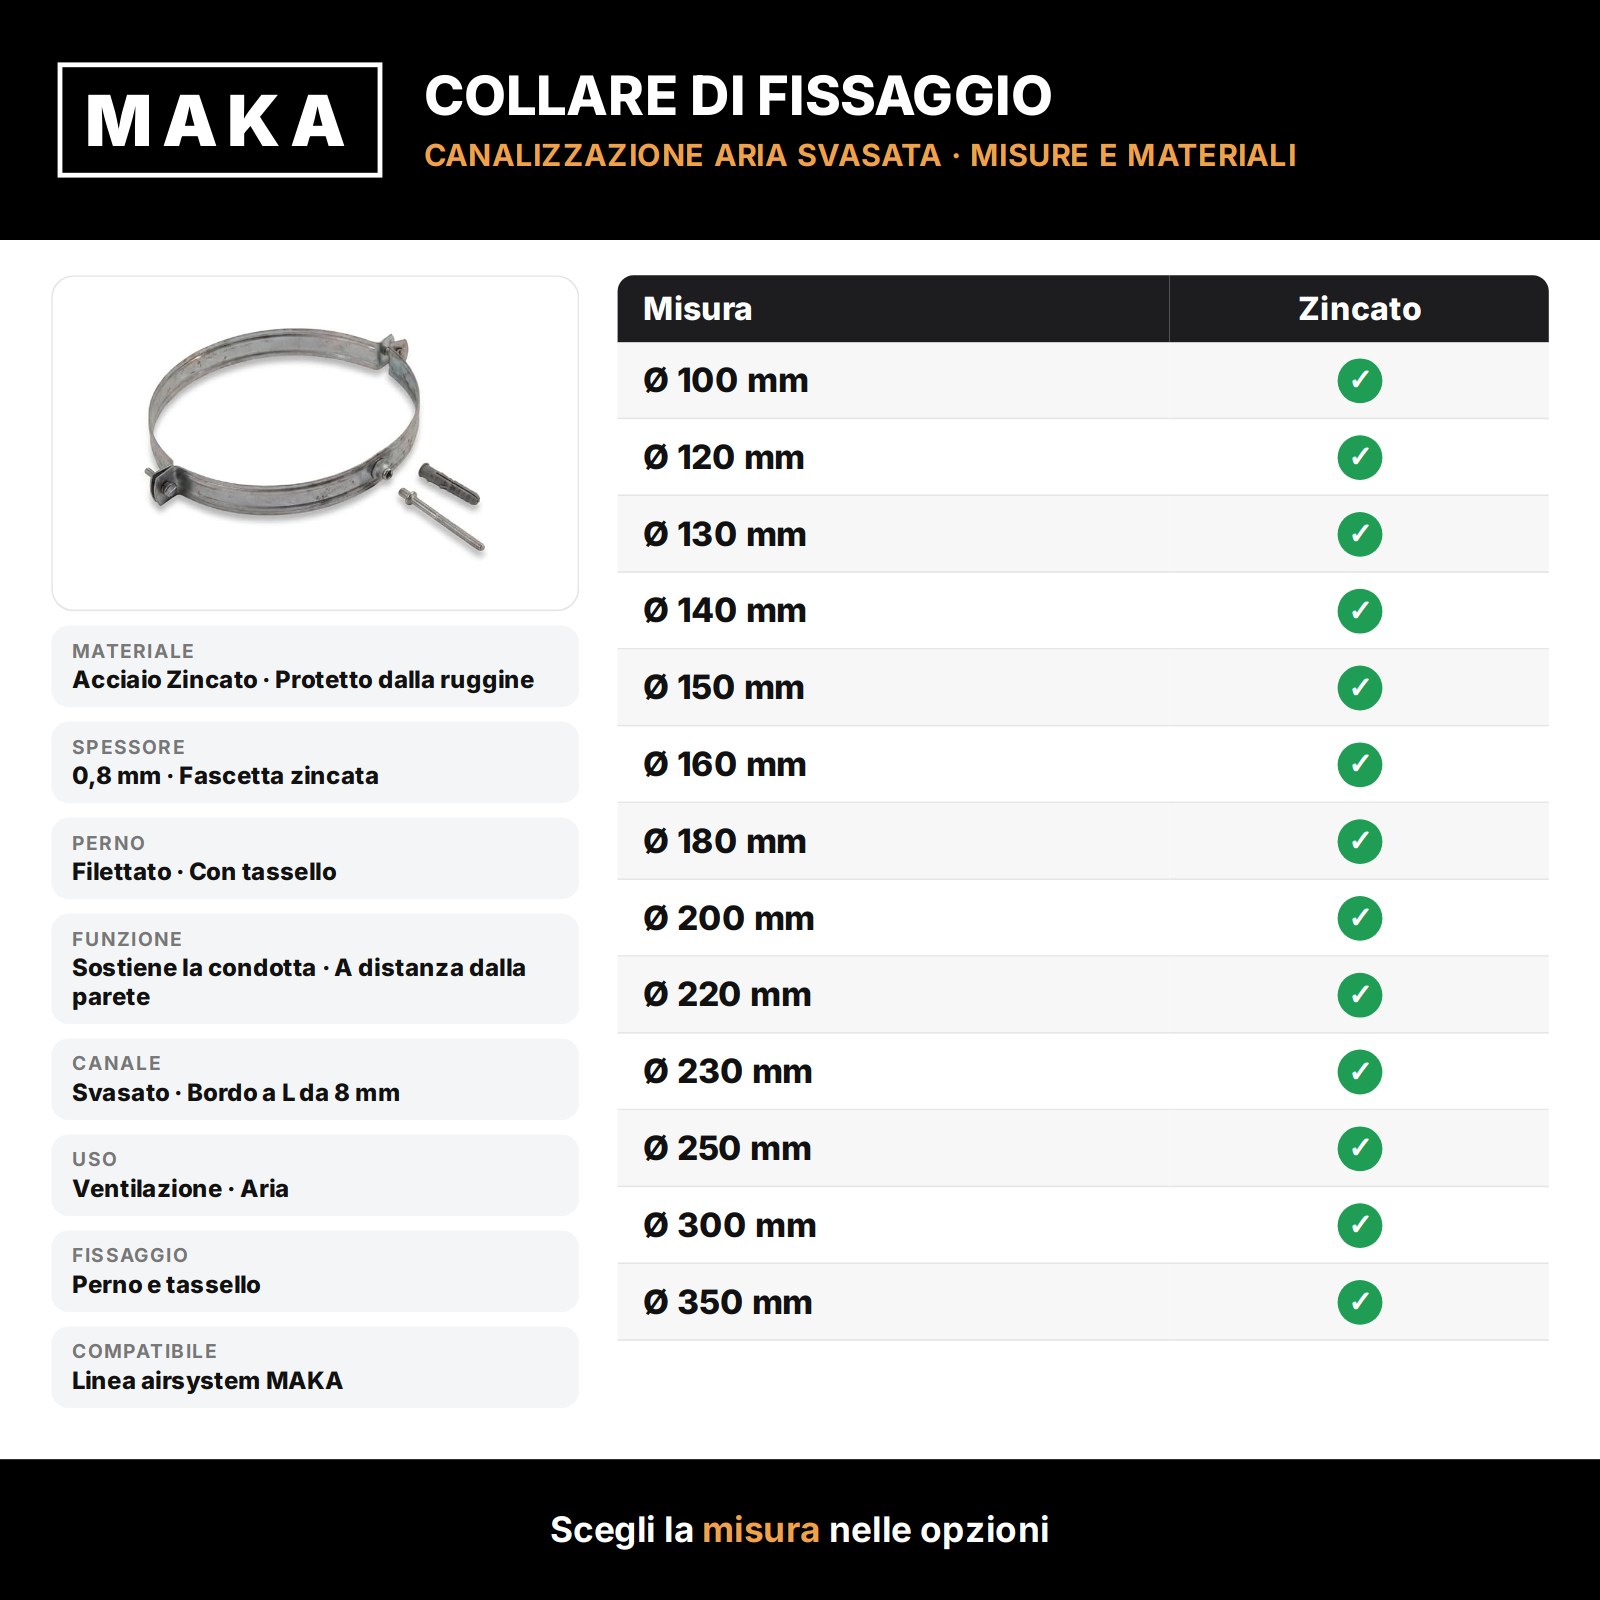 MAKA
COLLARE DI FISSAGGIO
CANALIZZAZIONE ARIA SVASATA · MISURE E MATERIALI
MATERIALE
Acciaio Zincato · Protetto dalla ruggine
SPESSORE
0,8 mm · Fascetta zincata
PERNO
Filettato · Con tassello
FUNZIONE
Sostiene la condotta · A distanza dalla
parete
CANALE
Svasato · Bordo a L da 8 mm
USO
Ventilazione · Aria
FISSAGGIO
Perno e tassello
COMPATIBILE
Linea airsystem MAKA
Misura Zincato
Ø 100 mm ✓
Ø 120 mm ✓
Ø 130 mm ✓
Ø 140 mm ✓
Ø 150 mm ✓
Ø 160 mm ✓
Ø 180 mm ✓
Ø 200 mm ✓
Ø 220 mm ✓
Ø 230 mm ✓
Ø 250 mm ✓
Ø 300 mm ✓
Ø 350 mm ✓
Scegli la misura nelle opzioni